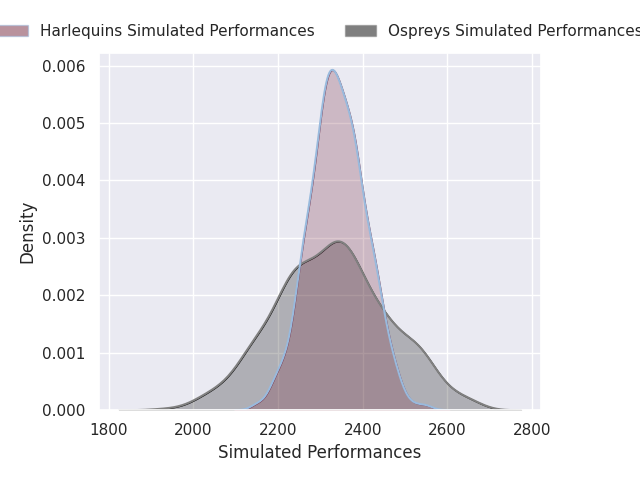 Harlequins Simulated Performances Ospreys Simulated Performances
0.006
0.005
0.004
0.003
0.002
0.001
0.000
Density
1800 2000 2200 2400 2600 2800
Simulated Performances